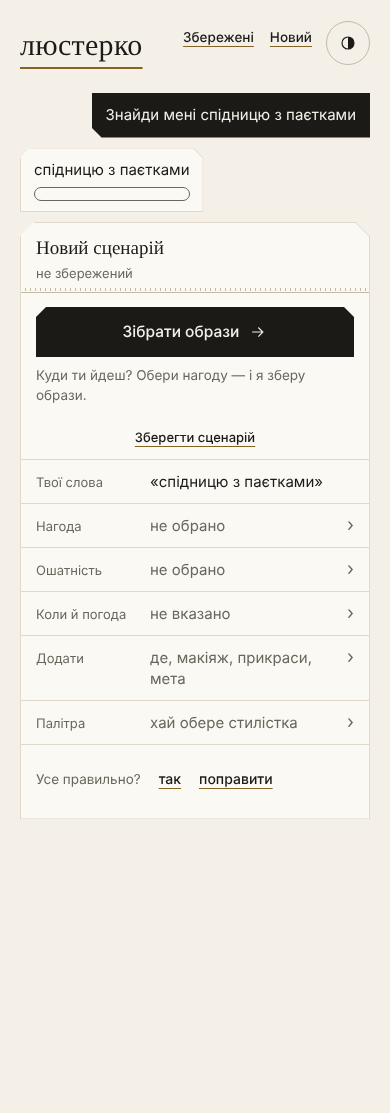 люстерко
Збережені
Новий
Знайди мені спідницю з паєтками
спідницю з паєтками
Новий сценарій
не збережений
Зібрати образи →
Куди ти йдеш? Обери нагоду — і я зберу
образи.
Зберегти сценарій
Твої слова «спідницю з паєтками»
Нагода не обрано
Ошатність не обрано
Коли й погода не вказано
Додати де, макіяж, прикраси,
мета
Палітра хай обере стилістка
Усе правильно? так поправити